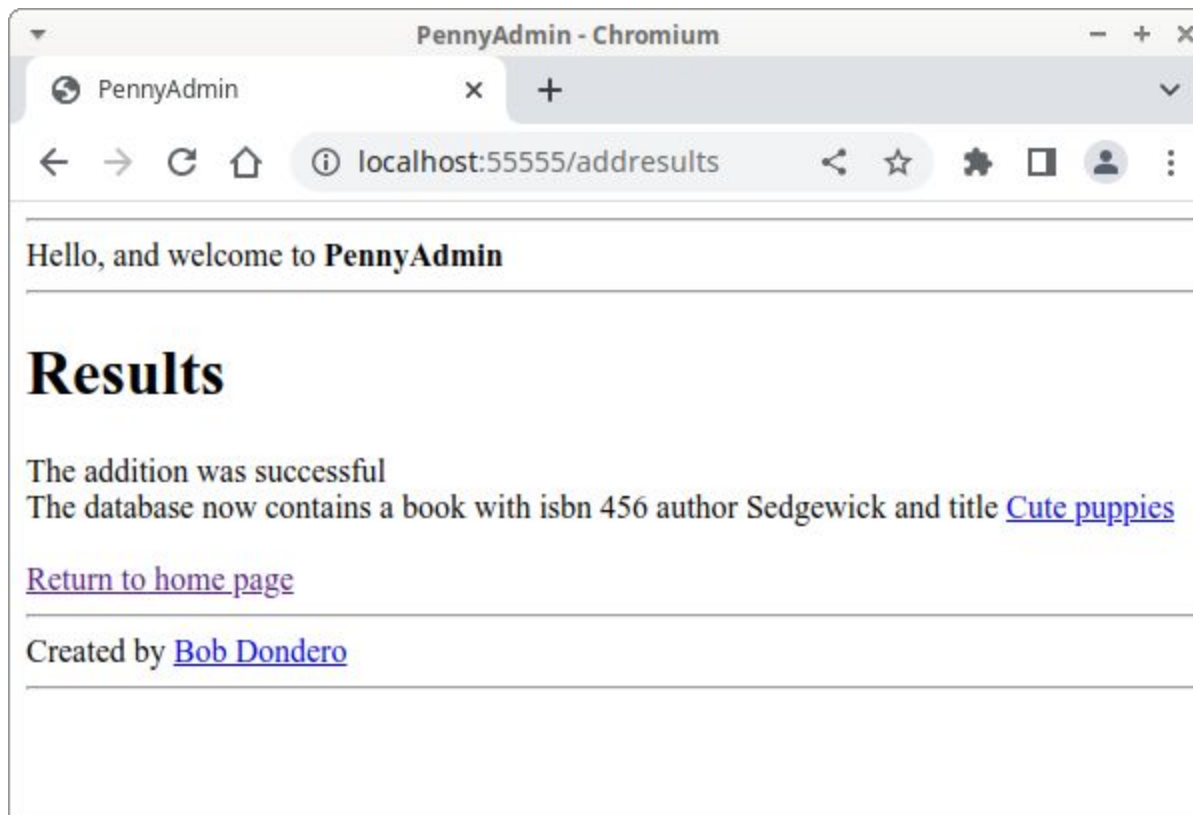 PennyAdmin - Chromium
PennyAdmin
localhost:55555/addresults
Hello, and welcome to PennyAdmin
Results
The addition was successful
The database now contains a book with isbn 456 author Sedgewick and title Cute puppies
Return to home page
Created by Bob Dondero